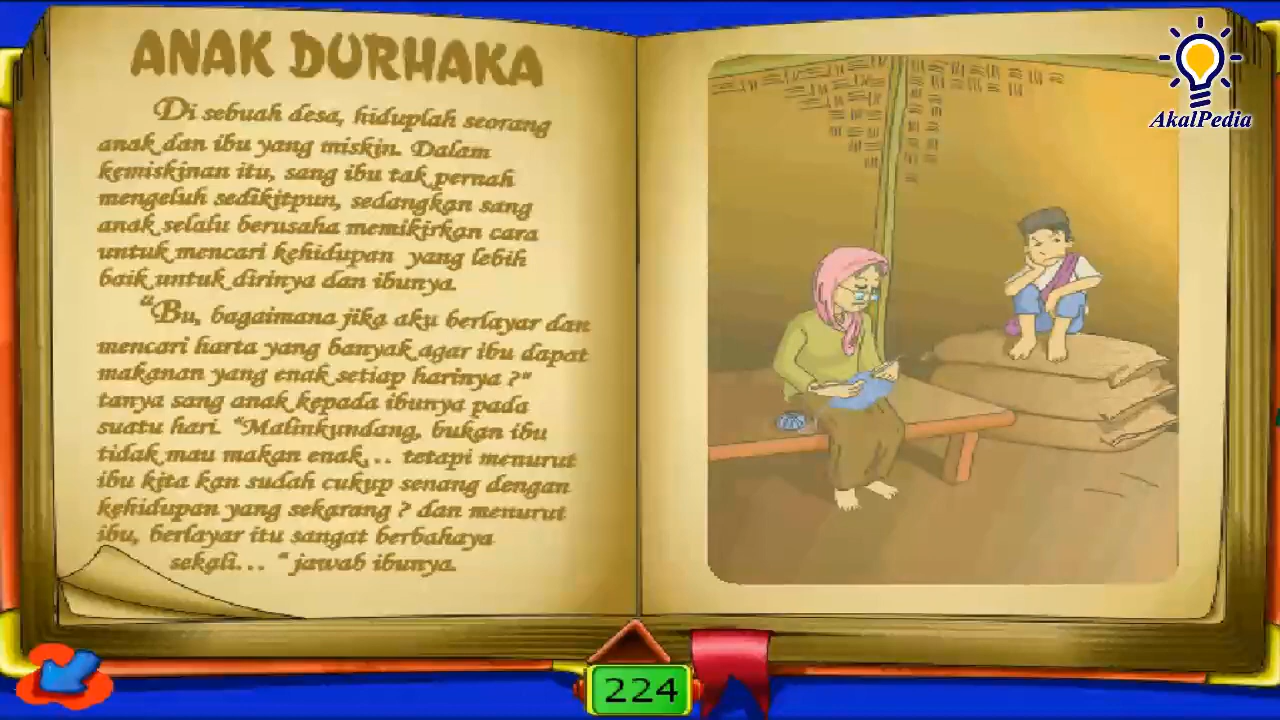 ANAK DURHAKA
Di sebuah desa, hiduplah seorang
anak dan ibu yang miskin. Dalam
kemiskinan itu, sang ibu tak pernah
mengeluh sedikitpun, sedangkan sang
anak selalu berusaha memikirkan cara
untuk mencari kehidupan yang lebih
baik untuk dirinya dan ibunya.
"Bu, bagaimana jika aku berlayar dan
mencari harta yang banyak agar ibu dapat
makanan yang enak setiap harinya ?"
tanya sang anak kepada ibunya pada
suatu hari. "Malinkundang, bukan ibu
tidak mau makan enak... tetapi menurut
ibu kita kan sudah cukup senang dengan
kehidupan yang sekarang ? dan menurut
ibu, berlayar itu sangat berbahaya
sekali... " jawab ibunya.
AkalPedia
224